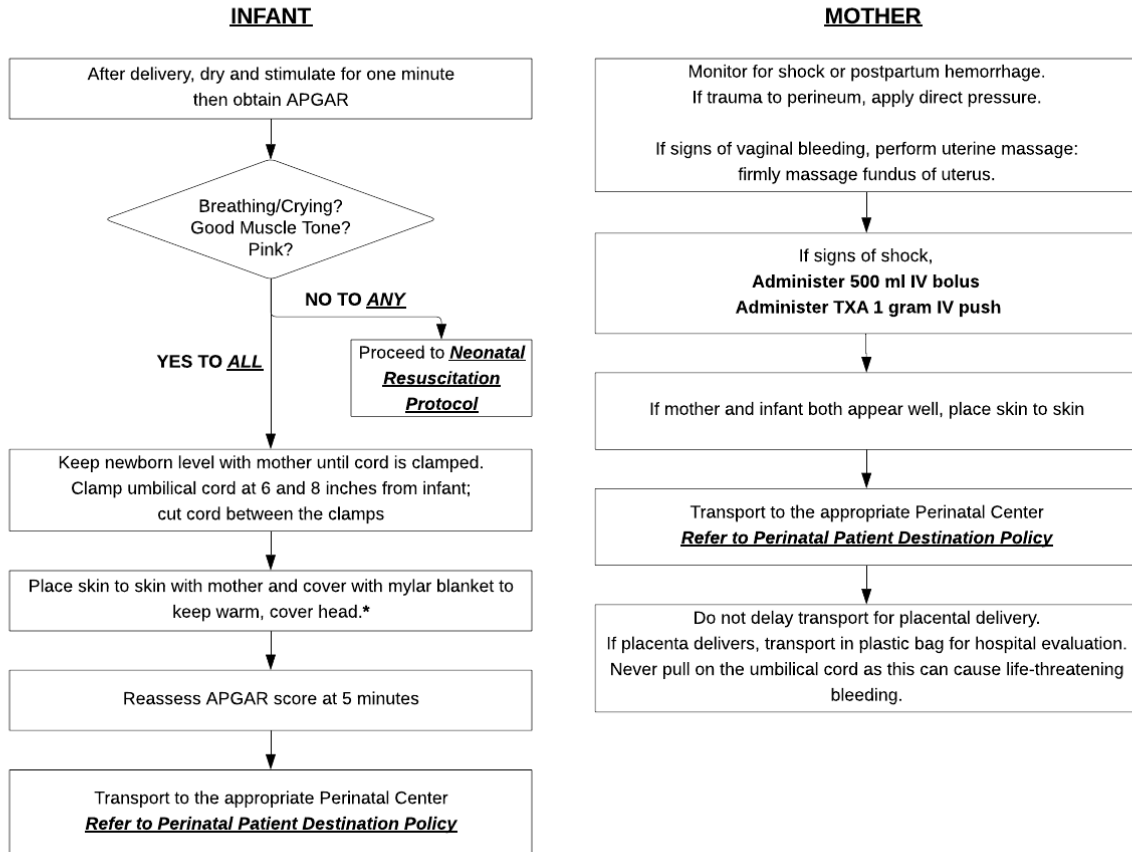 INFANT
After delivery, dry and stimulate for one minute
then obtain APGAR
Breathing/Crying?
Good Muscle Tone?
Pink?
NO TO ANY
YES TO ALL
Proceed to Neonatal
Resuscitation
Protocol
Keep newborn level with mother until cord is clamped.
Clamp umbilical cord at 6 and 8 inches from infant;
cut cord between the clamps
Place skin to skin with mother and cover with mylar blanket to
keep warm, cover head.*
Reassess APGAR score at 5 minutes
Transport to the appropriate Perinatal Center
Refer to Perinatal Patient Destination Policy
MOTHER
Monitor for shock or postpartum hemorrhage.
If trauma to perineum, apply direct pressure.
If signs of vaginal bleeding, perform uterine massage:
firmly massage fundus of uterus.
If signs of shock,
Administer 500 ml IV bolus
Administer TXA 1 gram IV push
If mother and infant both appear well, place skin to skin
Transport to the appropriate Perinatal Center
Refer to Perinatal Patient Destination Policy
Do not delay transport for placental delivery.
If placenta delivers, transport in plastic bag for hospital evaluation.
Never pull on the umbilical cord as this can cause life-threatening
bleeding.